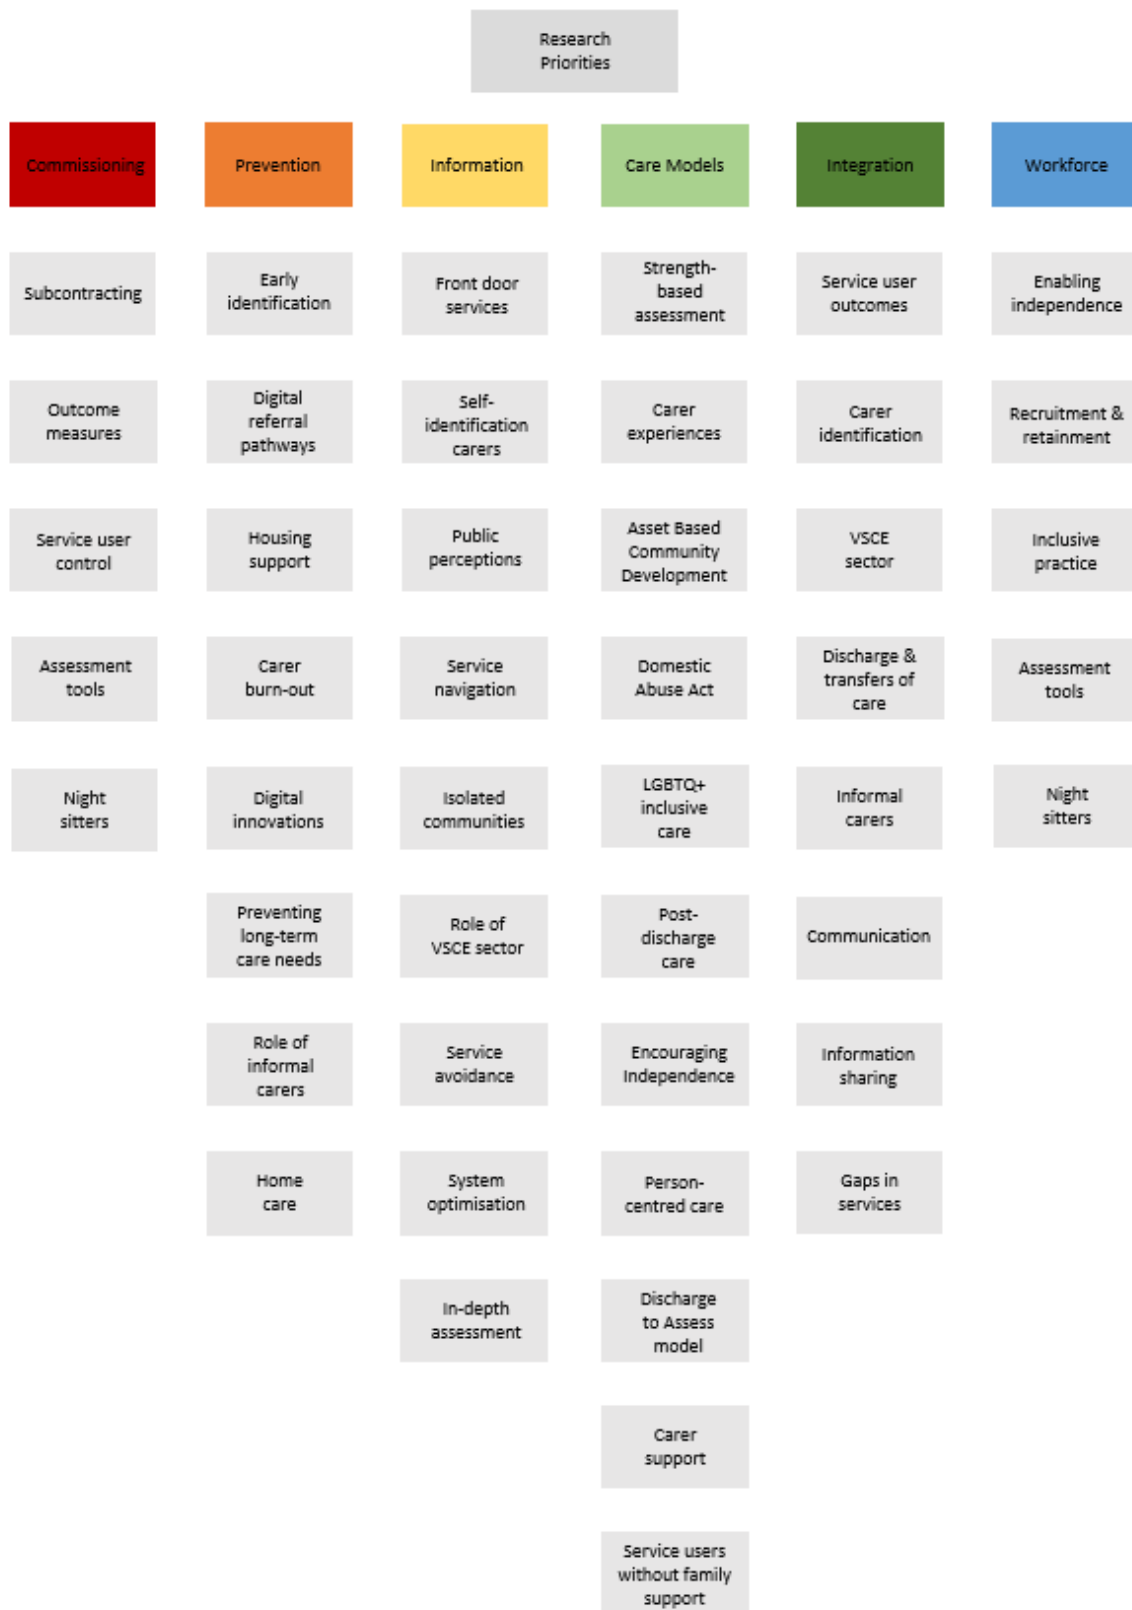 Research
Priorities
Commissioning
Prevention
Information
Care Models
Integration
Workforce
Subcontracting
Early
identification
Front door
services
Strength-
based
assessment
Service user
outcomes
Enabling
independence
Outcome
measures
Digital
referral
pathways
Self-
identification
carers
Carer
experiences
Carer
identification
Recruitment &
retainment
Service user
control
Housing
support
Public
perceptions
Asset Based
Community
Development
VSCE
sector
Inclusive
practice
Assessment
tools
Carer
burn-out
Service
navigation
Domestic
Abuse Act
Discharge &
transfers of
care
Assessment
tools
Night
sitters
Digital
innovations
Isolated
communities
LGBTQ+
inclusive
care
Informal
carers
Night
sitters
Preventing
long-term
care needs
Role of
VSCE sector
Post-
discharge
care
Communication
Role of
informal
carers
Service
avoidance
Encouraging
Independence
Information
sharing
Home
care
System
optimisation
Person-
centred care
Gaps in
services
In-depth
assessment
Discharge
to Assess
model
Carer
support
Service users
without family
support